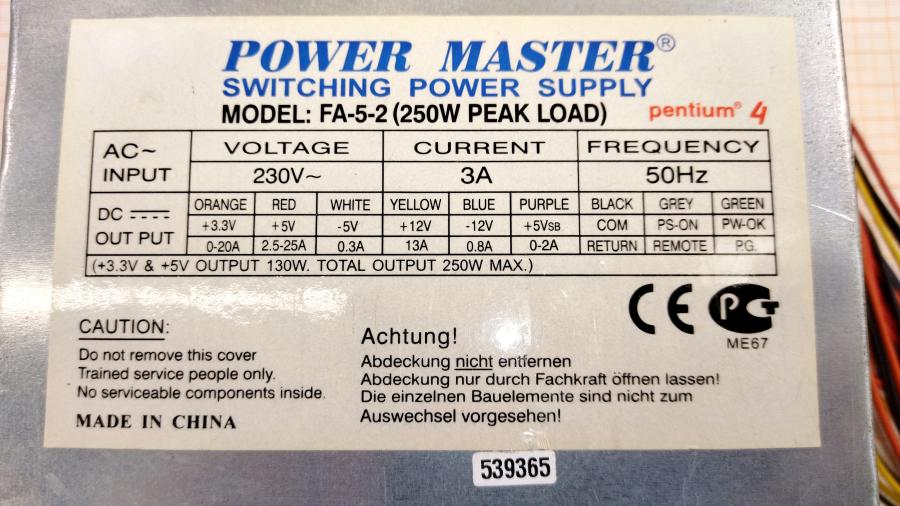 POWER MASTER®
SWITCHING POWER SUPPLY
MODEL: FA-5-2 (250W PEAK LOAD) pentium® 4
AC~ INPUT VOLTAGE CURRENT FREQUENCY
230V~ 3A 50Hz
DC OUT PUT ORANGE RED WHITE YELLOW BLUE PURPLE BLACK GREY GREEN
+3.3V +5V -5V +12V -12V +5VSB COM PS-ON PW-OK
0-20A 2.5-25A 0.3A 13A 0.8A 0-2A RETURN REMOTE PG.
(+3.3V & +5V OUTPUT 130W. TOTAL OUTPUT 250W MAX.)
CE PCT
ME67
CAUTION:
Do not remove this cover
Trained service people only.
No serviceable components inside.
MADE IN CHINA
Achtung!
Abdeckung nicht entfernen
Abdeckung nur durch Fachkraft öffnen lassen!
Die einzelnen Bauelemente sind nicht zum
Auswechsel vorgesehen!
539365